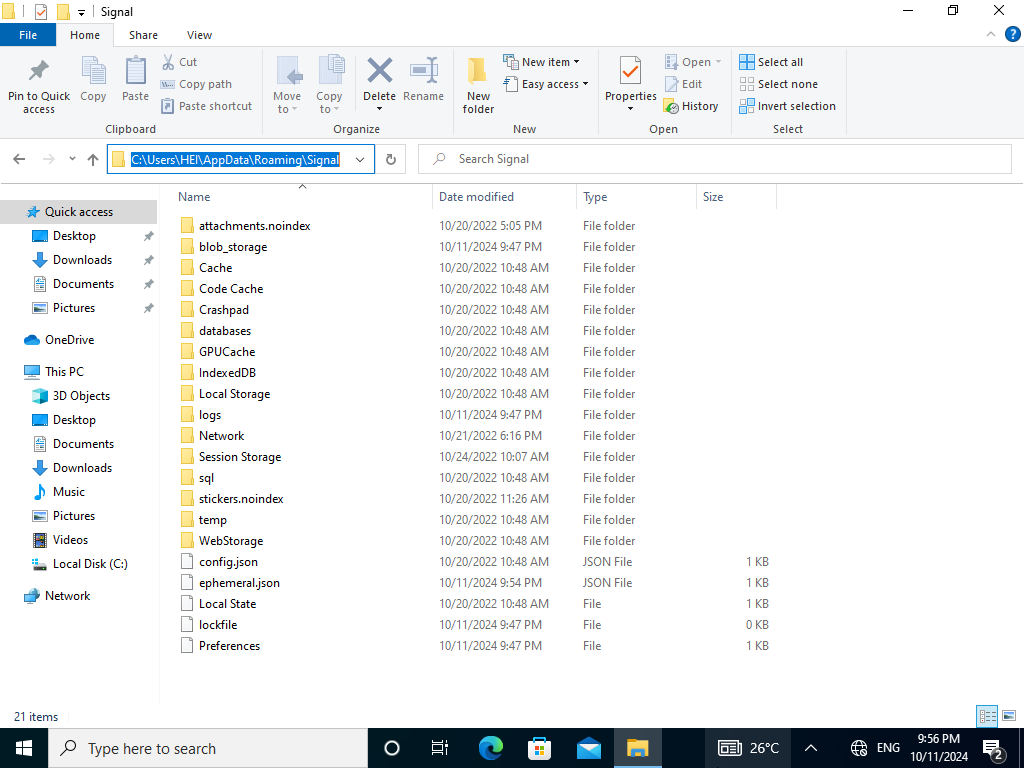 Signal
File Home Share View
Pin to Quick access
Copy
Paste
Cut
Copy path
Paste shortcut
Clipboard
Move to
Copy to
Delete
Rename
Organize
New folder
New item
Easy access
New
Properties
Open
Edit
History
Open
Select all
Select none
Invert selection
Select
C:\Users\HEI\AppData\Roaming\Signal
Search Signal
Quick access
Desktop
Downloads
Documents
Pictures
OneDrive
This PC
3D Objects
Desktop
Documents
Downloads
Music
Pictures
Videos
Local Disk (C:)
Network
Name Date modified Type Size
attachments.noindex 10/20/2022 5:05 PM File folder
blob_storage 10/11/2024 9:47 PM File folder
Cache 10/20/2022 10:48 AM File folder
Code Cache 10/20/2022 10:48 AM File folder
Crashpad 10/20/2022 10:48 AM File folder
databases 10/20/2022 10:48 AM File folder
GPUCache 10/20/2022 10:48 AM File folder
IndexedDB 10/20/2022 10:48 AM File folder
Local Storage 10/20/2022 10:48 AM File folder
logs 10/11/2024 9:47 PM File folder
Network 10/21/2022 6:16 PM File folder
Session Storage 10/24/2022 10:07 AM File folder
sql 10/20/2022 10:48 AM File folder
stickers.noindex 10/20/2022 11:26 AM File folder
temp 10/20/2022 10:48 AM File folder
WebStorage 10/20/2022 10:48 AM File folder
config.json 10/20/2022 10:48 AM JSON File 1 KB
ephemeral.json 10/11/2024 9:54 PM JSON File 1 KB
Local State 10/20/2022 10:48 AM File 1 KB
lockfile 10/11/2024 9:47 PM File 0 KB
Preferences 10/11/2024 9:47 PM File 1 KB
21 items
Type here to search
26°C
ENG
9:56 PM
10/11/2024
2